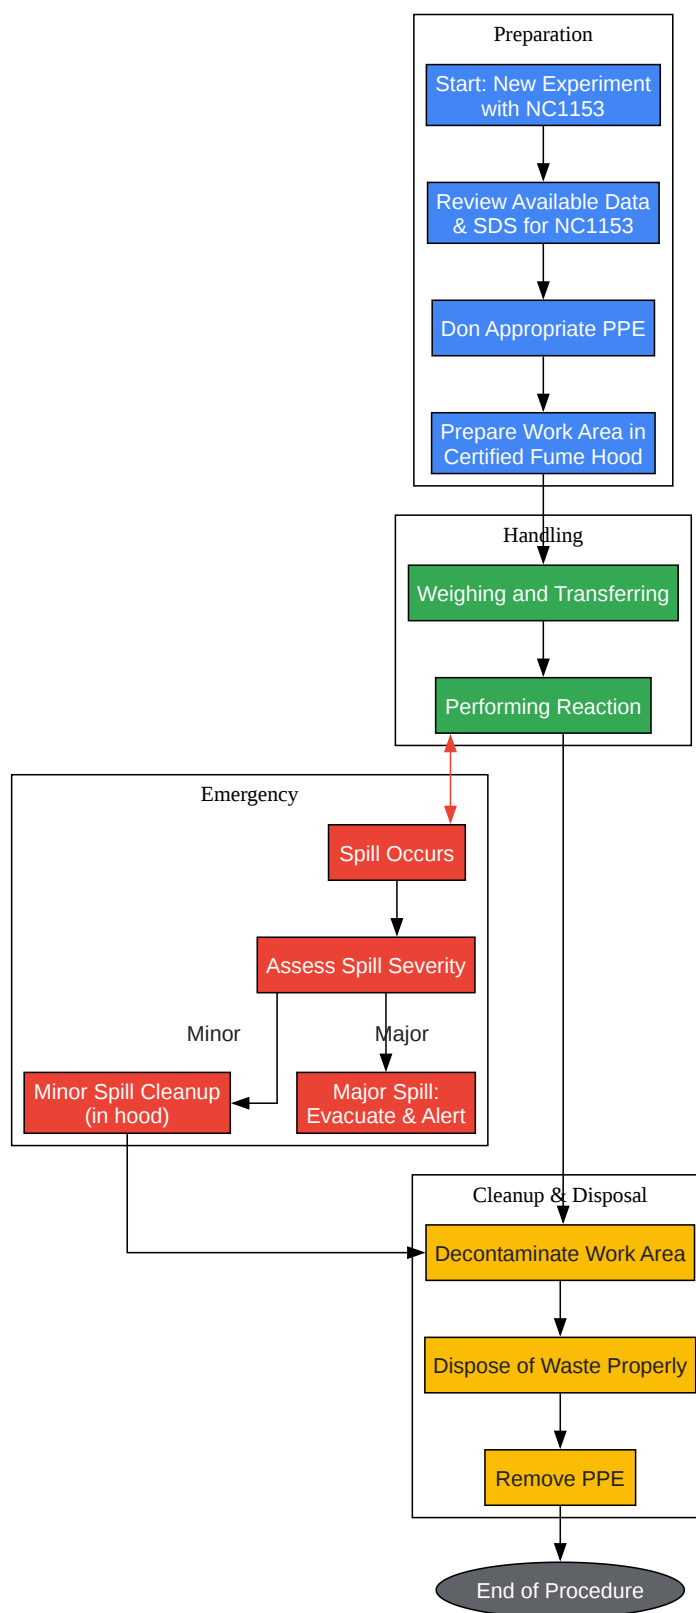 Preparation
Start: New Experiment
with NC1153
Review Available Data
& SDS for NC1153
Don Appropriate PPE
Prepare Work Area in
Certified Fume Hood
Handling
Weighing and Transferring
Performing Reaction
Emergency
Spill Occurs
Assess Spill Severity
Minor
Major
Minor Spill Cleanup
(in hood)
Major Spill:
Evacuate & Alert
Cleanup & Disposal
Decontaminate Work Area
Dispose of Waste Properly
Remove PPE
End of Procedure